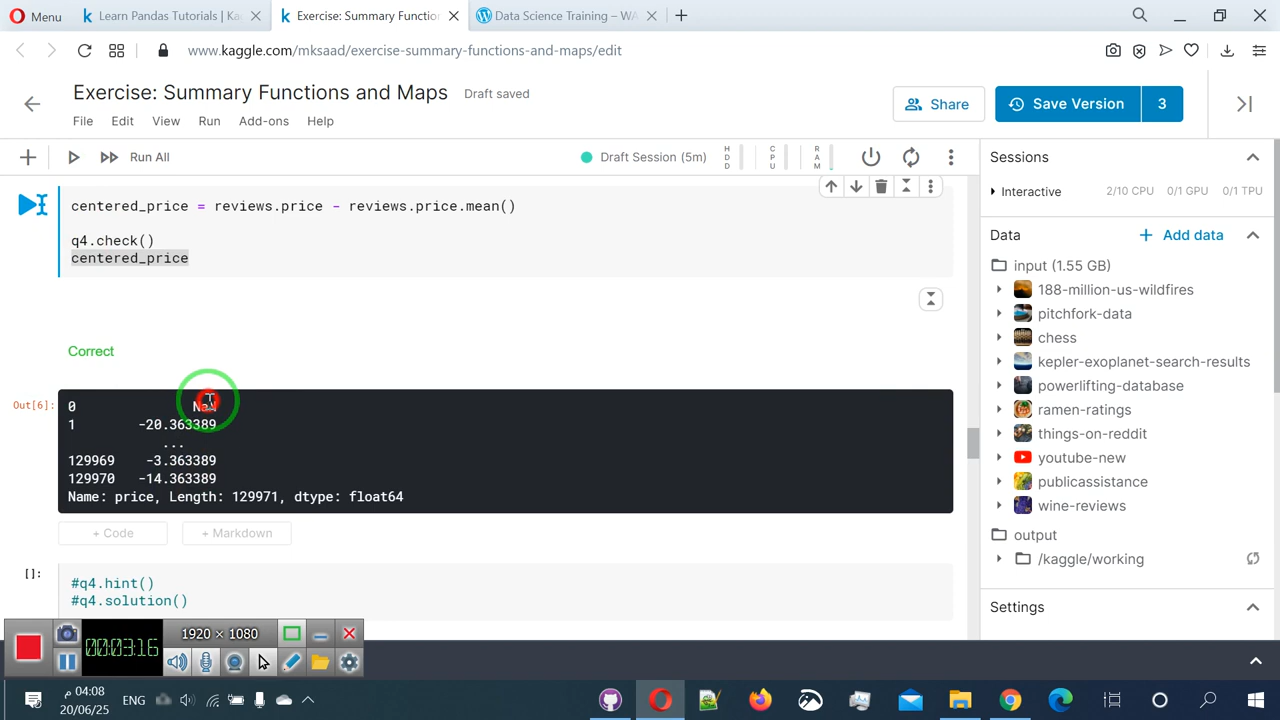 Menu
Learn Pandas Tutorials | Ka
Exercise: Summary Functio
Data Science Training – WA
www.kaggle.com/mksaad/exercise-summary-functions-and-maps/edit
Exercise: Summary Functions and Maps
Draft saved
Share
Save Version
3
File Edit View Run Add-ons Help
Run All
Draft Session (5m)
HDD
CPU
RAM
Sessions
Interactive
2/10 CPU 0/1 GPU 0/1 TPU
centered_price = reviews.price - reviews.price.mean()
q4.check()
centered_price
Correct
Out[6]:
0 NaN
1 -20.363389
...
129969 -3.363389
129970 -14.363389
Name: price, Length: 129971, dtype: float64
+ Code
+ Markdown
[]:
#q4.hint()
#q4.solution()
Data
+ Add data
input (1.55 GB)
188-million-us-wildfires
pitchfork-data
chess
kepler-exoplanet-search-results
powerlifting-database
ramen-ratings
things-on-reddit
youtube-new
publicassistance
wine-reviews
output
/kaggle/working
Settings
1920 × 1080
00:03:16
ENG
04:08 م
20/06/25